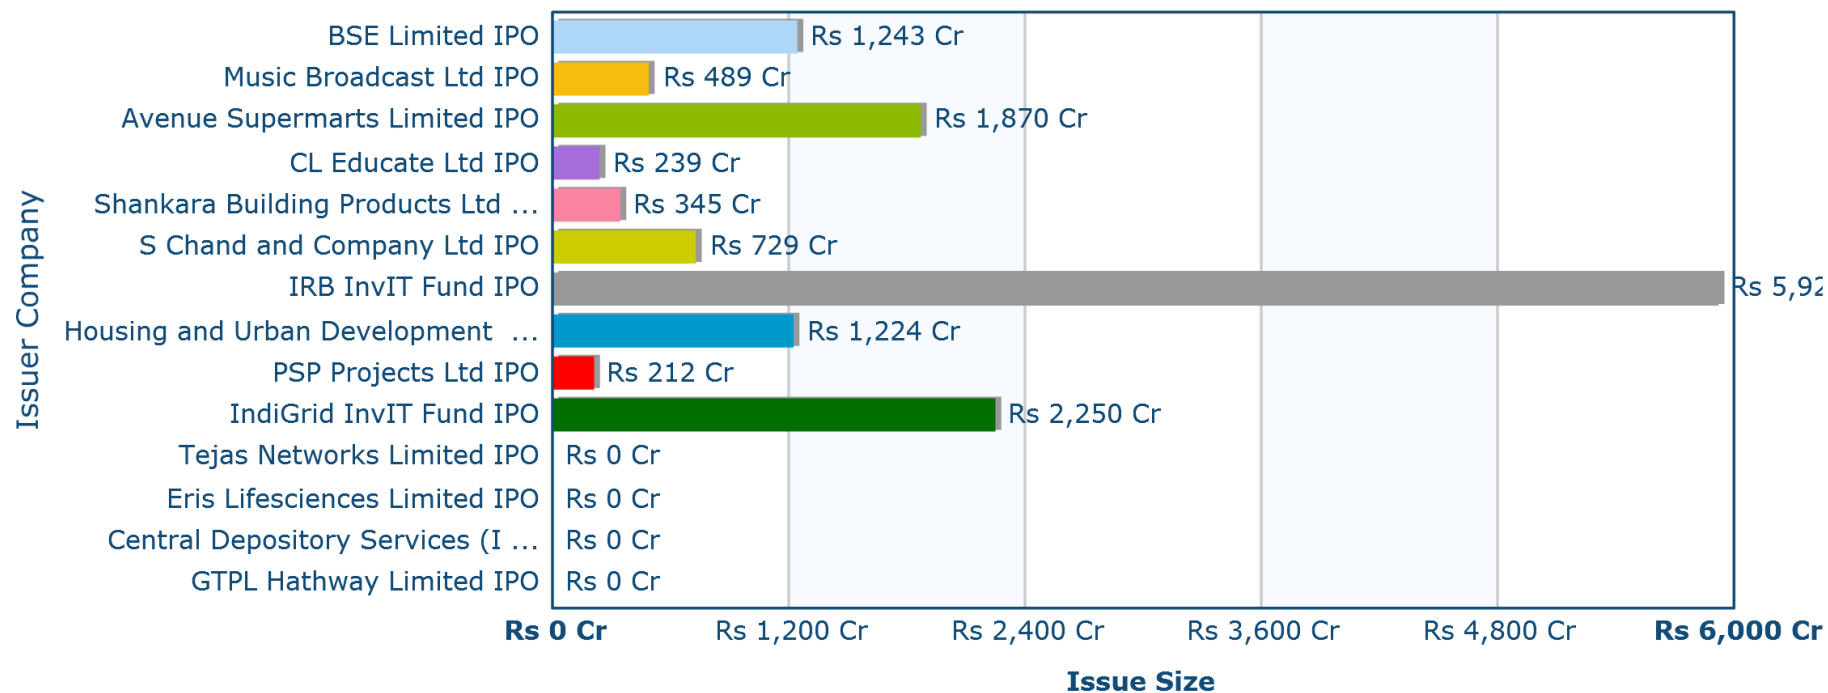 BSE Limited IPO Rs 1,243 Cr
Music Broadcast Ltd IPO Rs 489 Cr
Avenue Supermarts Limited IPO Rs 1,870 Cr
CL Educate Ltd IPO Rs 239 Cr
Shankara Building Products Ltd ... Rs 345 Cr
S Chand and Company Ltd IPO Rs 729 Cr
IRB InvIT Fund IPO Rs 5,92
Housing and Urban Development ... Rs 1,224 Cr
PSP Projects Ltd IPO Rs 212 Cr
IndiGrid InvIT Fund IPO Rs 2,250 Cr
Tejas Networks Limited IPO Rs 0 Cr
Eris Lifesciences Limited IPO Rs 0 Cr
Central Depository Services (I ... Rs 0 Cr
GTPL Hathway Limited IPO Rs 0 Cr
Issuer Company
Rs 0 Cr Rs 1,200 Cr Rs 2,400 Cr Rs 3,600 Cr Rs 4,800 Cr Rs 6,000 Cr
Issue Size